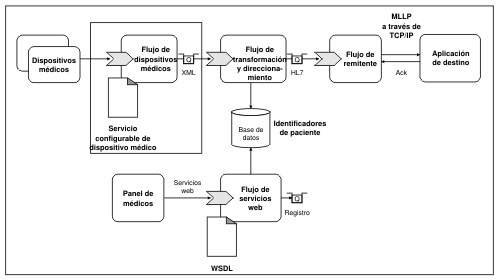 MLLP
a través de
TCP/IP
Dispositivos
médicos
Flujo de
dispositivos
médicos
Q
XML
Flujo de
transformación
y direcciona-
miento
Q
HL7
Flujo de
remitente
Ack
Aplicación
de destino
Servicio
configurable de
dispositivo médico
Base de
datos
Identificadores
de paciente
Panel de
médicos
Servicios
web
Flujo de
servicios
web
Q
Registro
WSDL